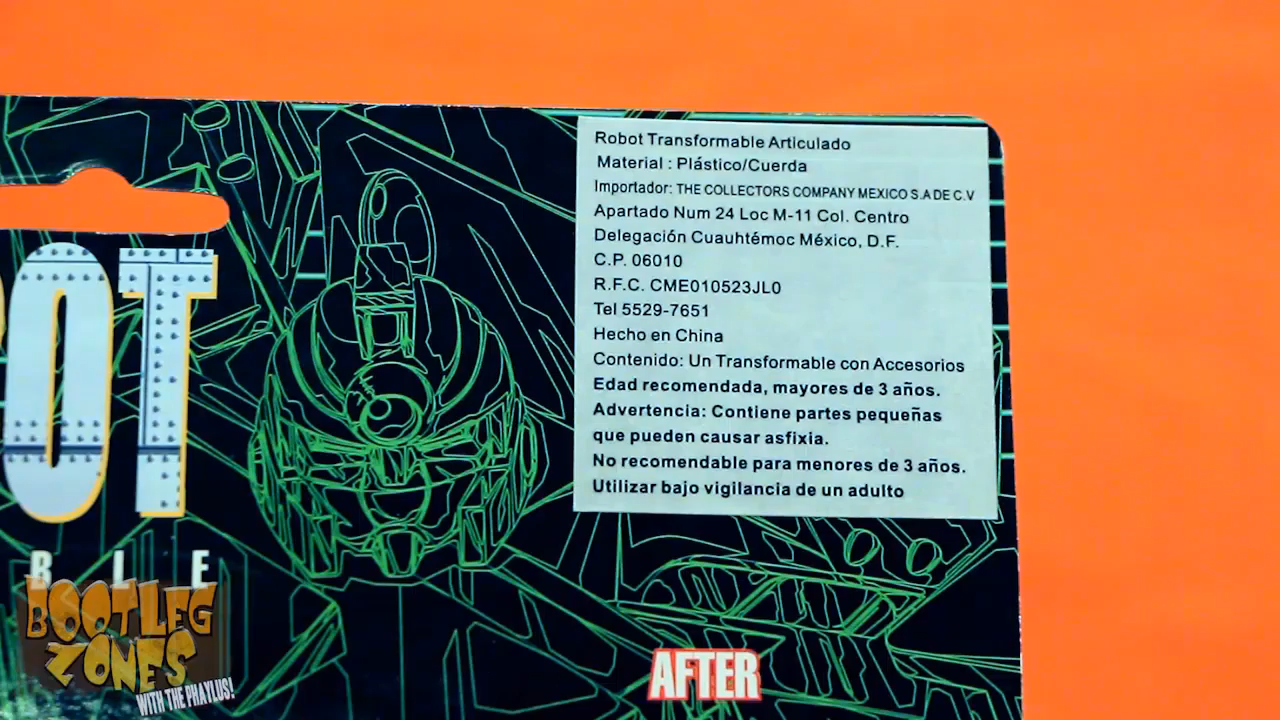 Robot Transformable Articulado
Material : Plástico/Cuerda
Importador: THE COLLECTORS COMPANY MEXICO S.A DE C.V
Apartado Num 24 Loc M-11 Col. Centro
Delegación Cuauhtémoc México, D.F.
C.P. 06010
R.F.C. CME010523JL0
Tel 5529-7651
Hecho en China
Contenido: Un Transformable con Accesorios
Edad recomendada, mayores de 3 años.
Advertencia: Contiene partes pequeñas
que pueden causar asfixia.
No recomendable para menores de 3 años.
Utilizar bajo vigilancia de un adulto
OT
B L E
BOOTLEG
ZONES
WITH THE PHAYLUS!
AFTER